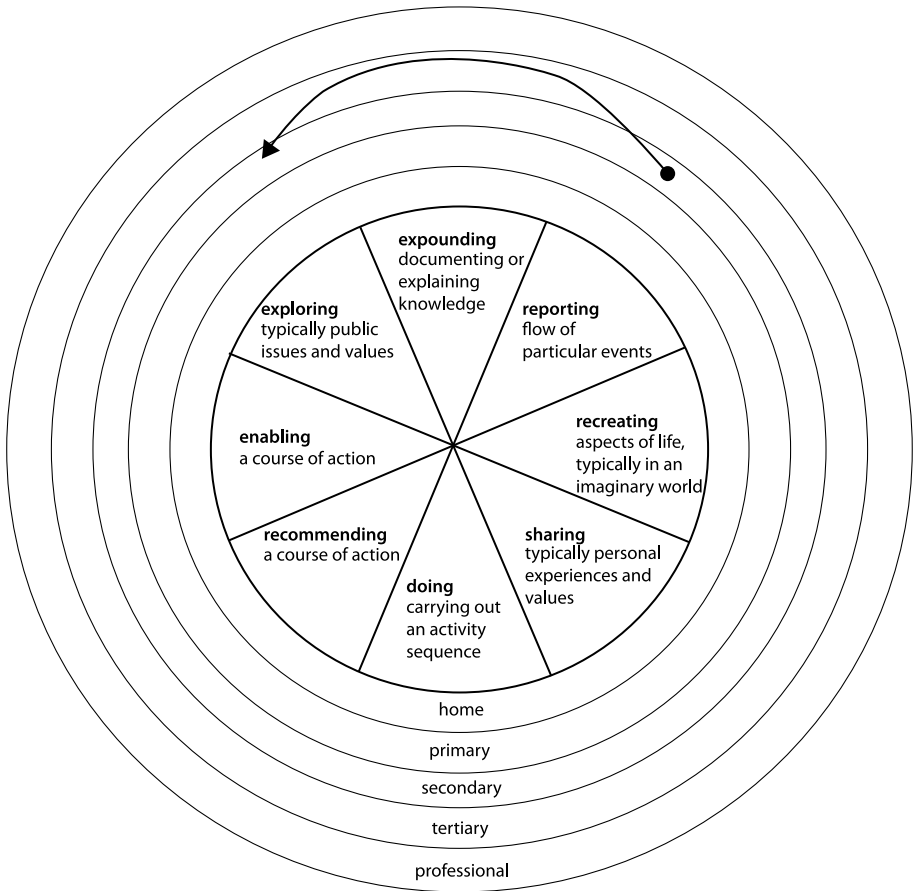 expounding
documenting or
explaining
knowledge
exploring
typically public
issues and values
reporting
flow of
particular events
enabling
a course of action
recreating
aspects of life,
typically in an
imaginary world
recommending
a course of action
sharing
typically personal
experiences and
values
doing
carrying out
an activity
sequence
home
primary
secondary
tertiary
professional